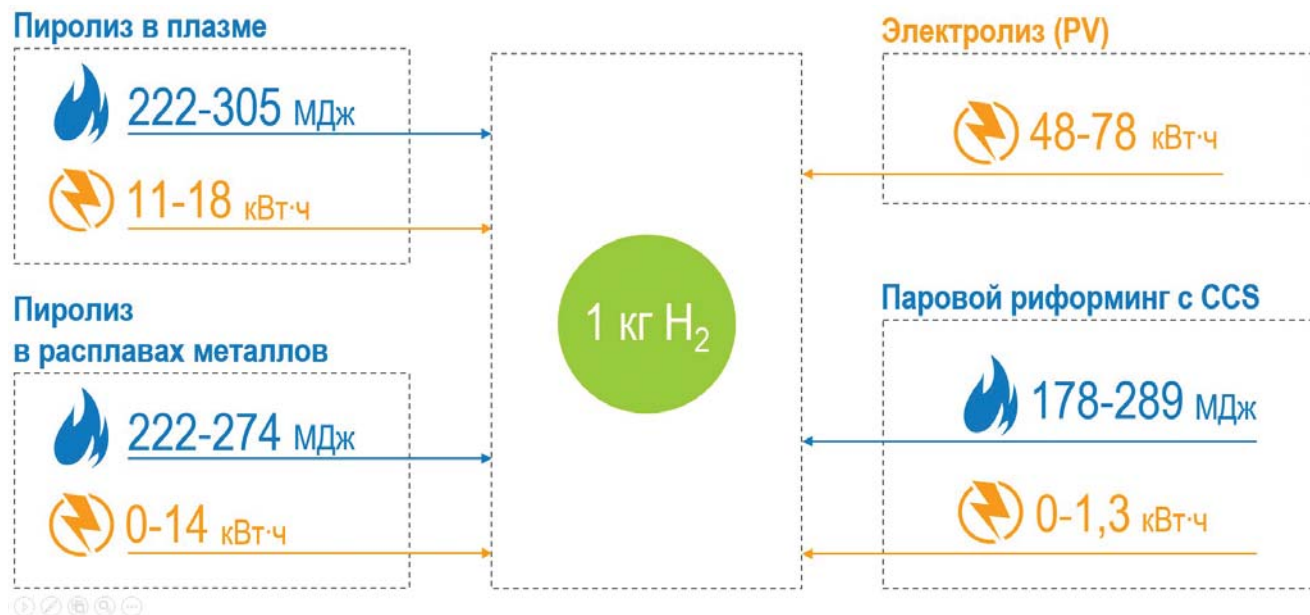 Пиролиз в плазме
222-305 МДж
11-18 кВт·ч
Пиролиз
в расплавах металлов
222-274 МДж
0-14 кВт·ч
1 кг H₂
Электролиз (PV)
48-78 кВт·ч
Паровой риформинг с CCS
178-289 МДж
0-1,3 кВт·ч